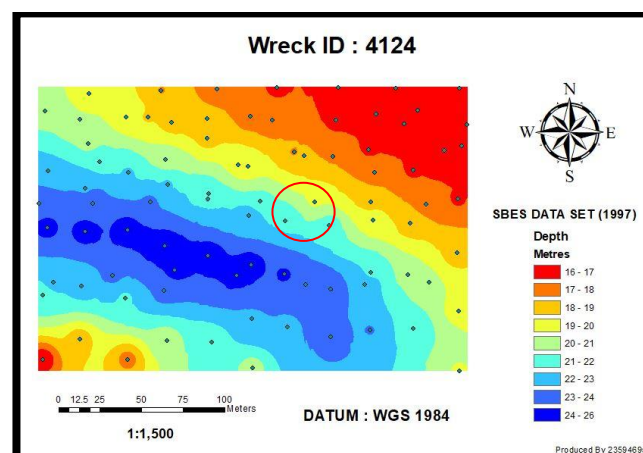 Wreck ID : 4124
N
W E
S
SBES DATA SET (1997)
Depth
Metres
16 - 17
17 - 18
18 - 19
19 - 20
20 - 21
21 - 22
22 - 23
23 - 24
24 - 26
0 12.5 25 50 75 100
Meters
1:1,500
DATUM : WGS 1984
Produced By